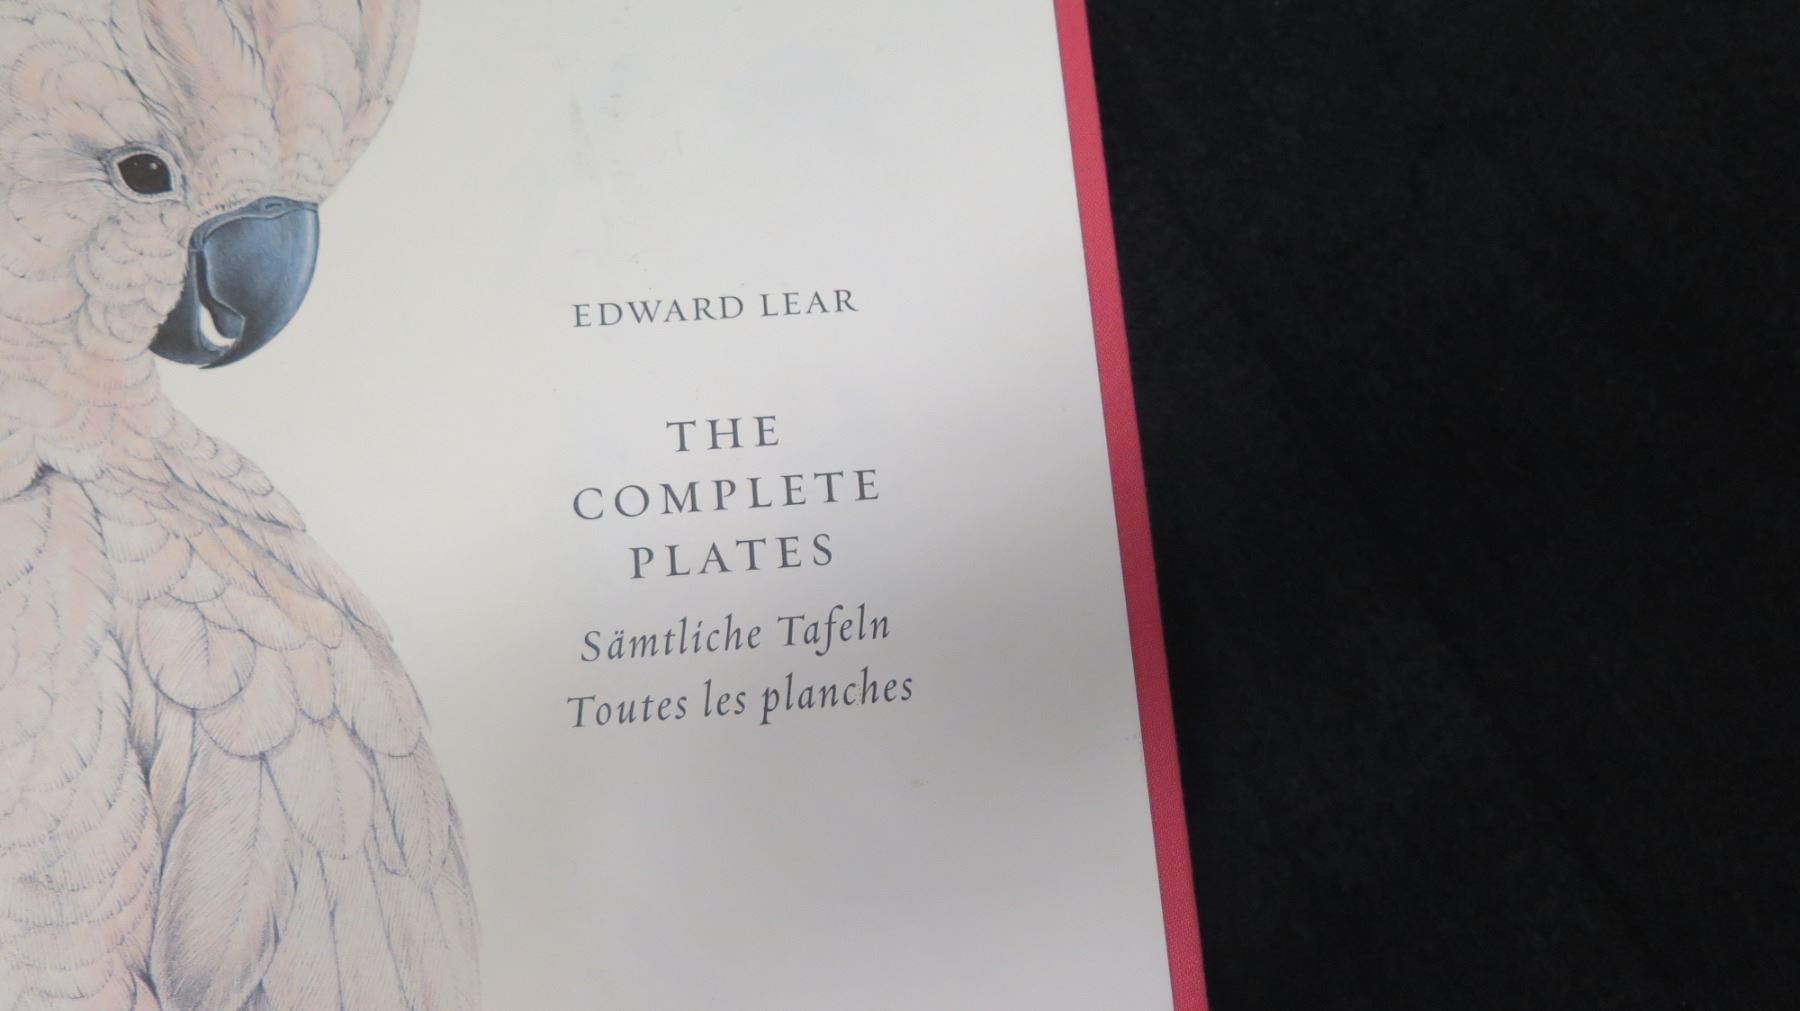 EDWARD LEAR
THE
COMPLETE
PLATES
Sämtliche Tafeln
Toutes les planches